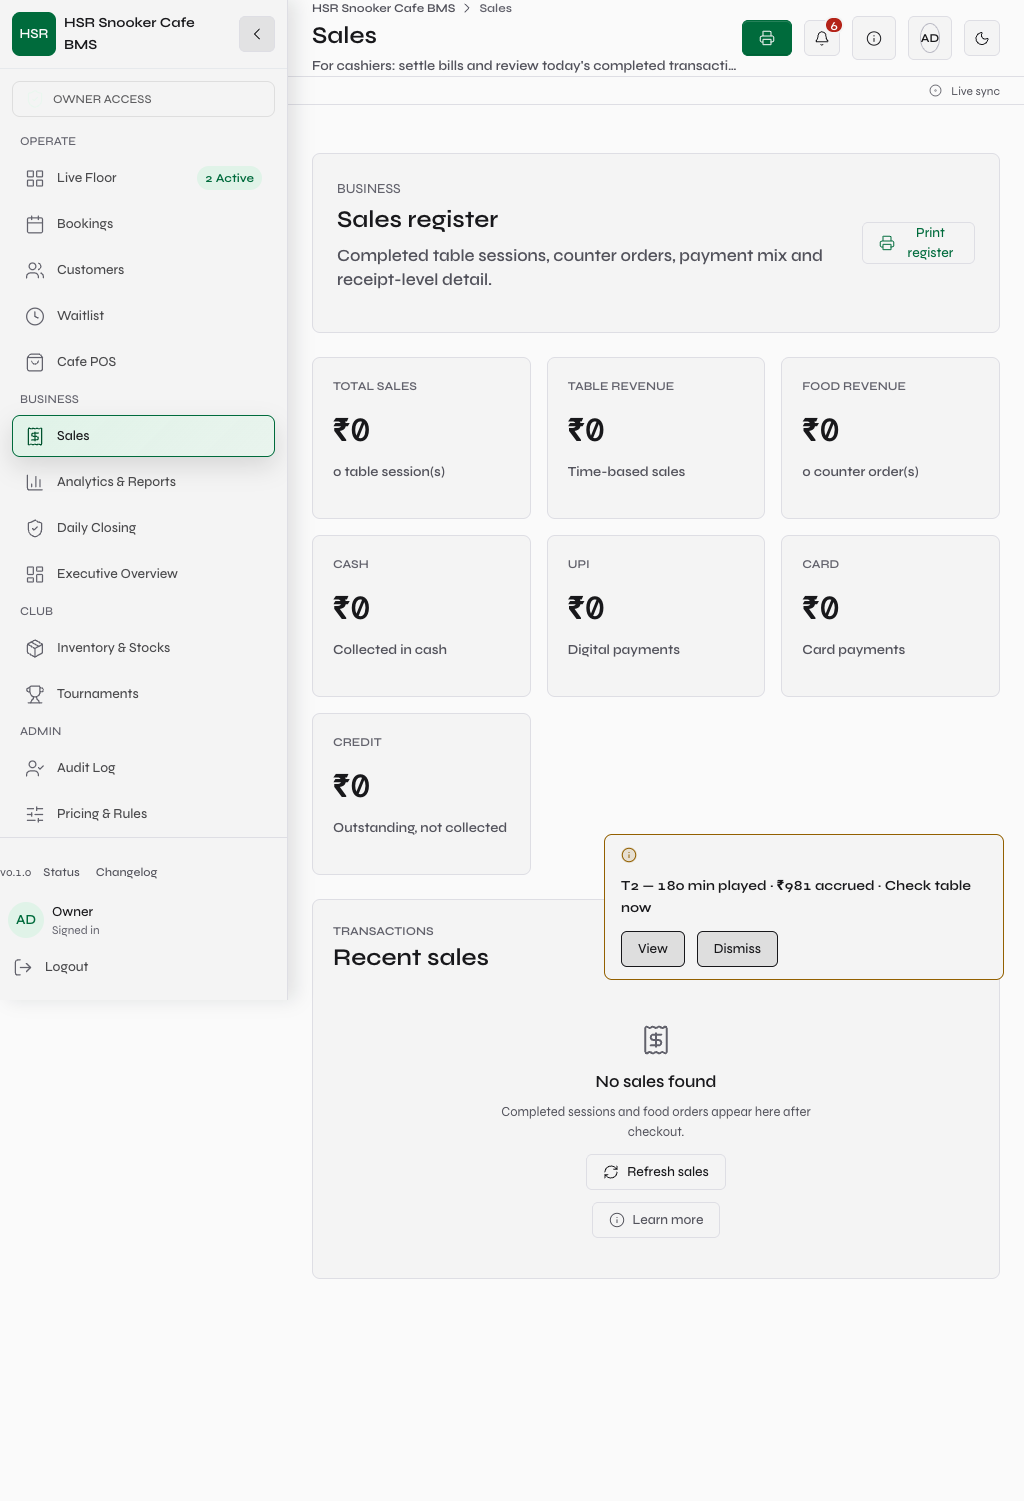 HSR
HSR Snooker Cafe
BMS
OWNER ACCESS
OPERATE
Live Floor
2 Active
Bookings
Customers
Waitlist
Cafe POS
BUSINESS
Sales
Analytics & Reports
Daily Closing
Executive Overview
CLUB
Inventory & Stocks
Tournaments
ADMIN
Audit Log
Pricing & Rules
v0.1.0 Status Changelog
AD
Owner
Signed in
Logout
HSR Snooker Cafe BMS > Sales
Sales
For cashiers: settle bills and review today's completed transacti...
6
AD
Live sync
BUSINESS
Sales register
Completed table sessions, counter orders, payment mix and
receipt-level detail.
Print
register
TOTAL SALES
₹0
0 table session(s)
TABLE REVENUE
₹0
Time-based sales
FOOD REVENUE
₹0
0 counter order(s)
CASH
₹0
Collected in cash
UPI
₹0
Digital payments
CARD
₹0
Card payments
CREDIT
₹0
Outstanding, not collected
T2 — 180 min played · ₹981 accrued · Check table
now
View
Dismiss
TRANSACTIONS
Recent sales
No sales found
Completed sessions and food orders appear here after
checkout.
Refresh sales
Learn more